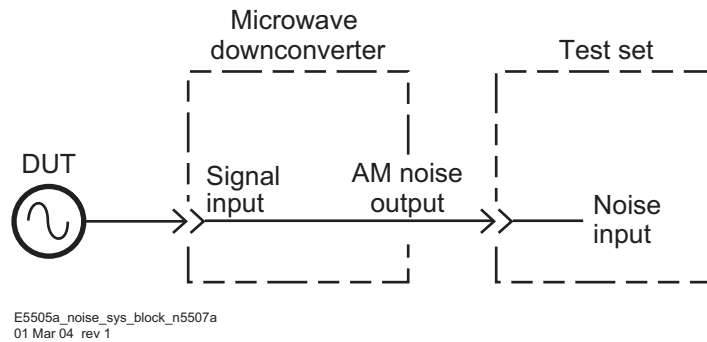 Microwave
downconverter
Test set
DUT
Signal
input
AM noise
output
Noise
input
E5505a_noise_sys_block_n5507a
01 Mar 04 rev 1